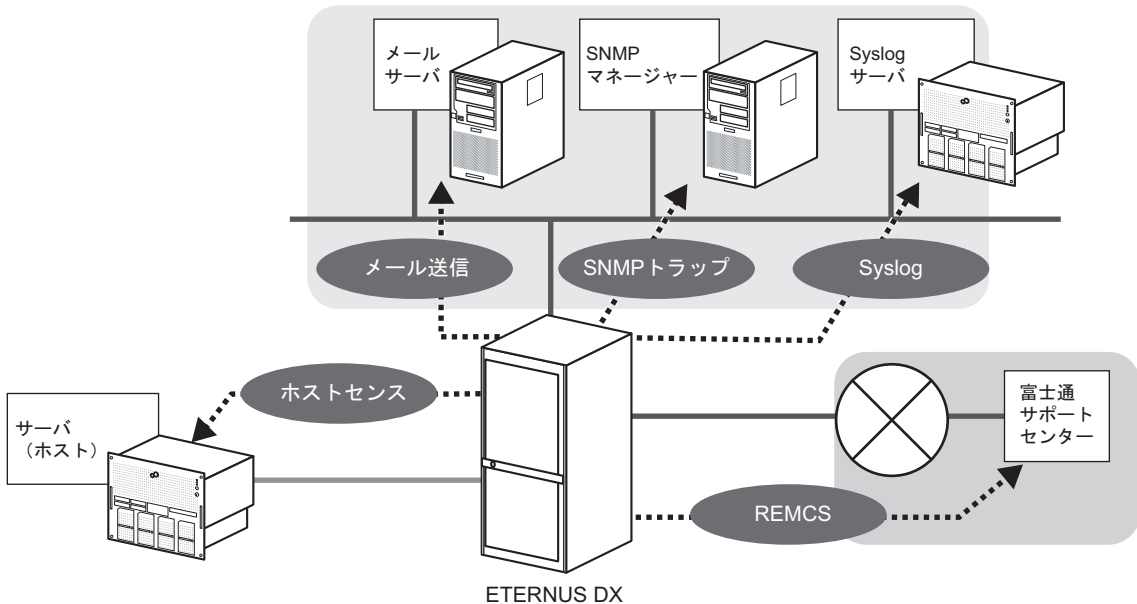 メール
サーバ
SNMP
マネージャー
Syslog
サーバ
メール送信
SNMPトラップ
Syslog
ホストセンス
サーバ
（ホスト）
富士通
サポート
センター
REMCS
ETERNUS DX